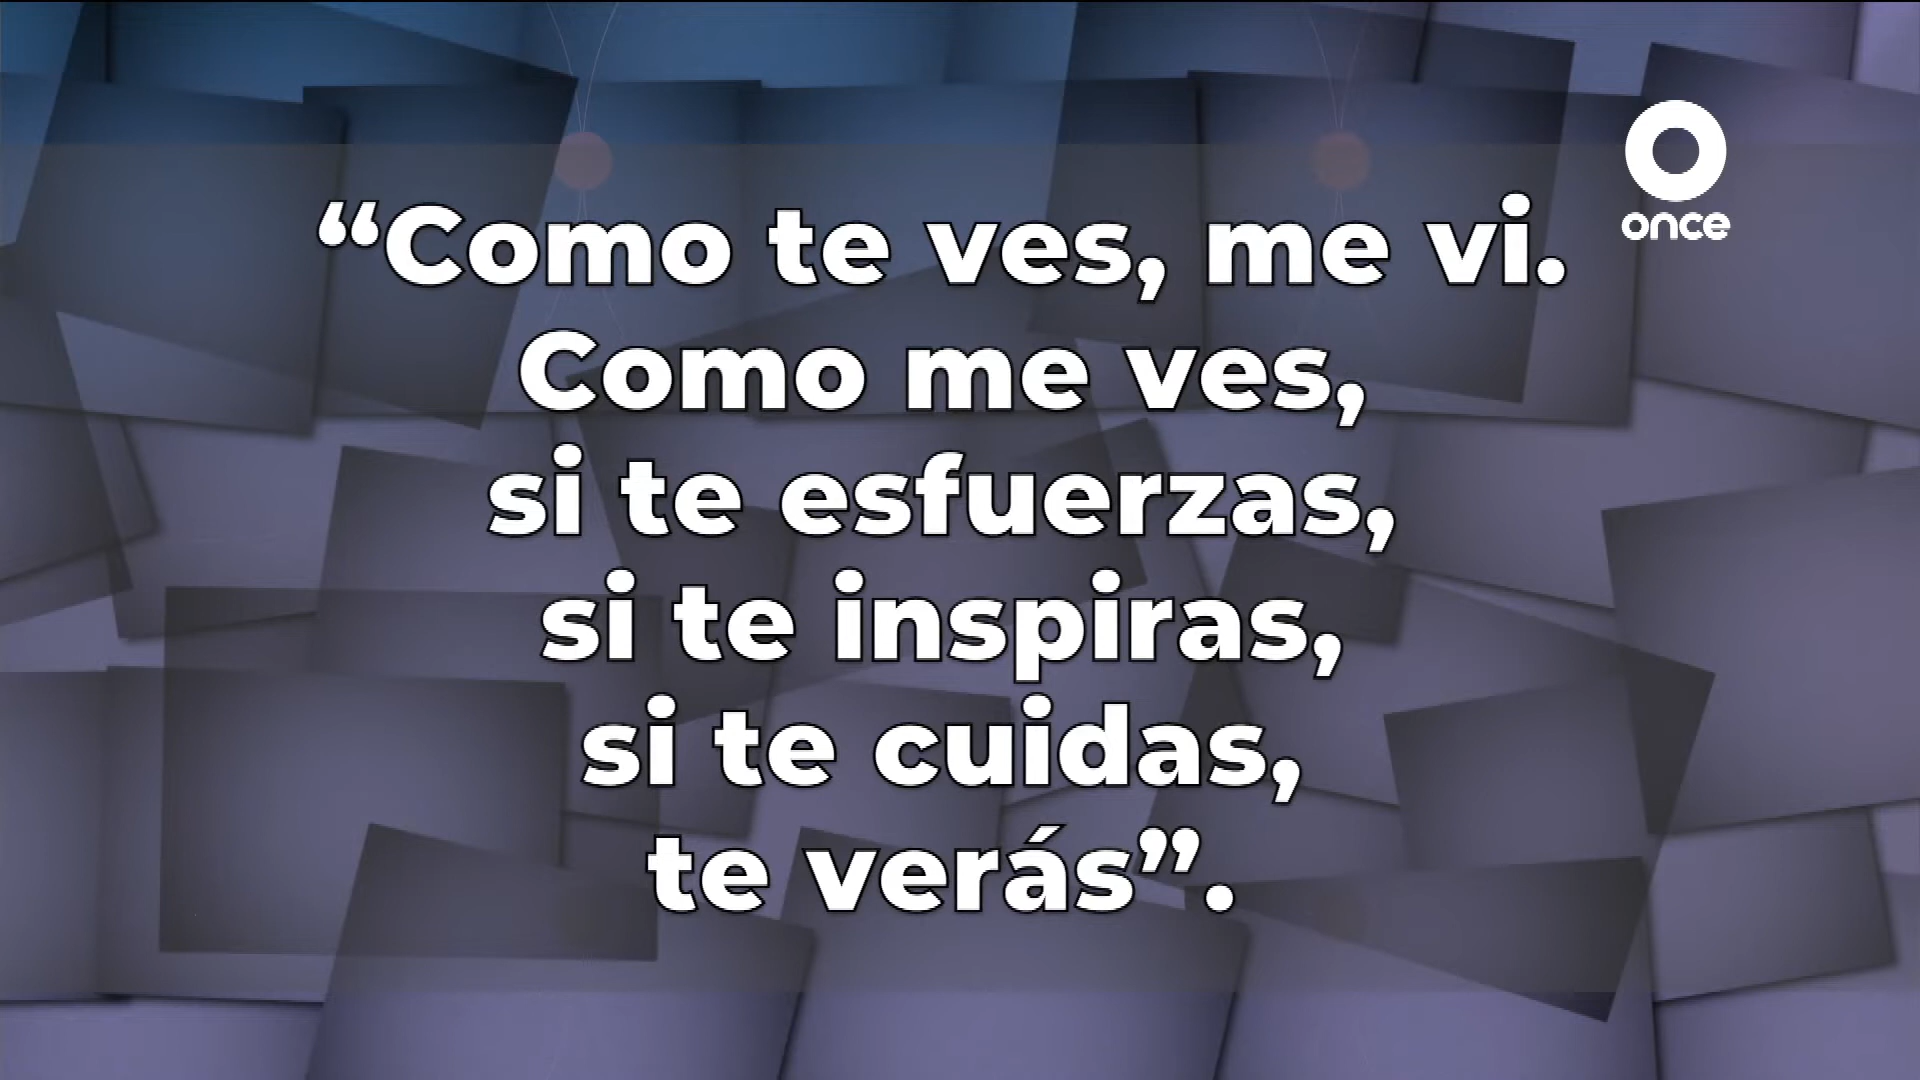 “Como te ves, me vi.
Como me ves,
si te esfuerzas,
si te inspiras,
si te cuidas,
te verás”.
once